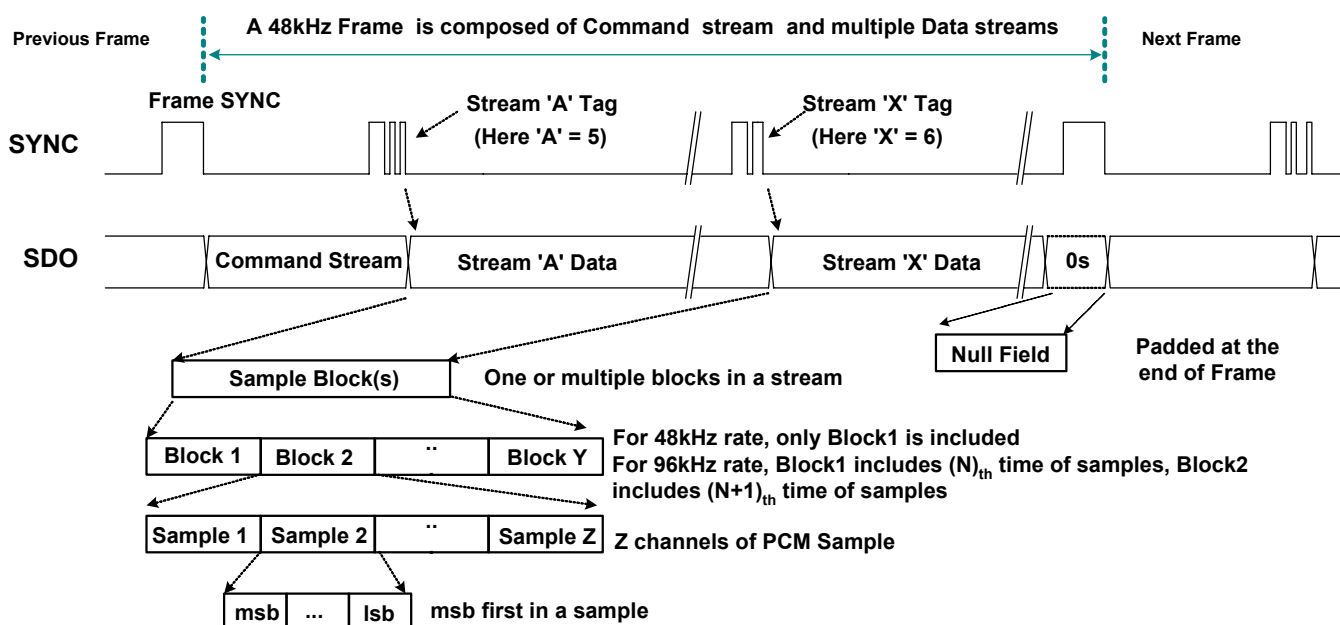 A 48kHz Frame is composed of Command stream and multiple Data streams
Previous Frame
Next Frame
Frame SYNC
Stream 'A' Tag
(Here 'A' = 5)
Stream 'X' Tag
(Here 'X' = 6)
SYNC
SDO
Command Stream
Stream 'A' Data
Stream 'X' Data
0s
Null Field
Padded at the
end of Frame
Sample Block(s)
One or multiple blocks in a stream
Block 1
Block 2
..
.
Block Y
For 48kHz rate, only Block1 is included
For 96kHz rate, Block1 includes (N)th time of samples, Block2
includes (N+1)th time of samples
Sample 1
Sample 2
..
.
Sample Z
Z channels of PCM Sample
msb
...
lsb
msb first in a sample